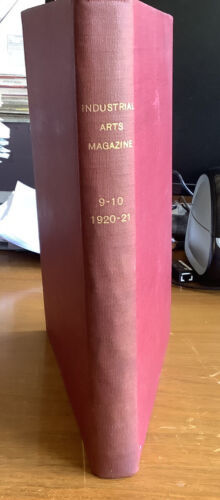 INDUSTRIAL
ARTS
MAGAZINE
9-10
1920-21